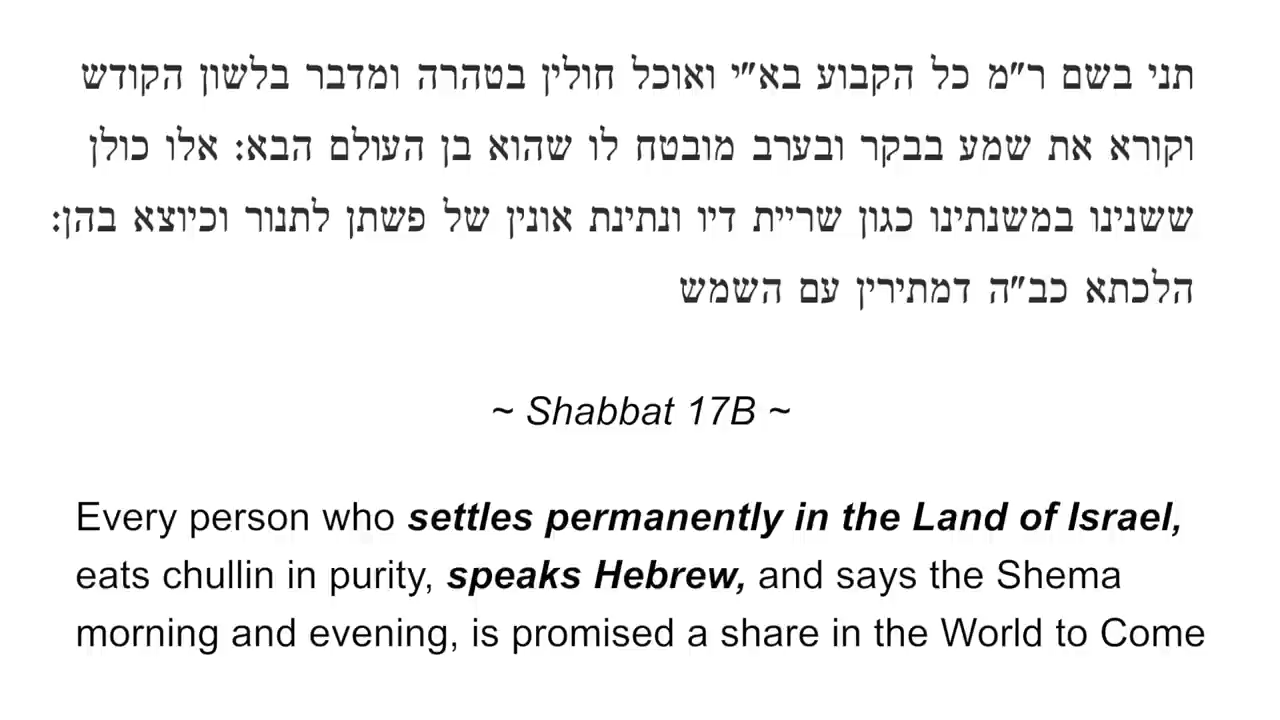 תני בשם ר״מ כל הקבוע בא״י ואוכל חולין בטהרה ומדבר בלשון הקודש
וקורא את שמע בבקר ובערב מובטח לו שהוא בן העולם הבא: אלו כולן
ששנינו במשנתינו כגון שריית דיו ונתינת אונין של פשתן לתנור וכיוצא בהן:
הלכתא כב״ה דמתירין עם השמש
~ Shabbat 17B ~
Every person who settles permanently in the Land of Israel,
eats chullin in purity, speaks Hebrew, and says the Shema
morning and evening, is promised a share in the World to Come